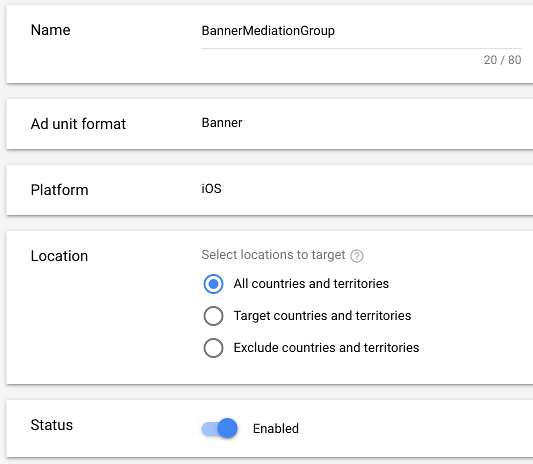 Name
BannerMediationGroup
20 / 80
Ad unit format
Banner
Platform
iOS
Location
Select locations to target ?
All countries and territories
Target countries and territories
Exclude countries and territories
Status
Enabled